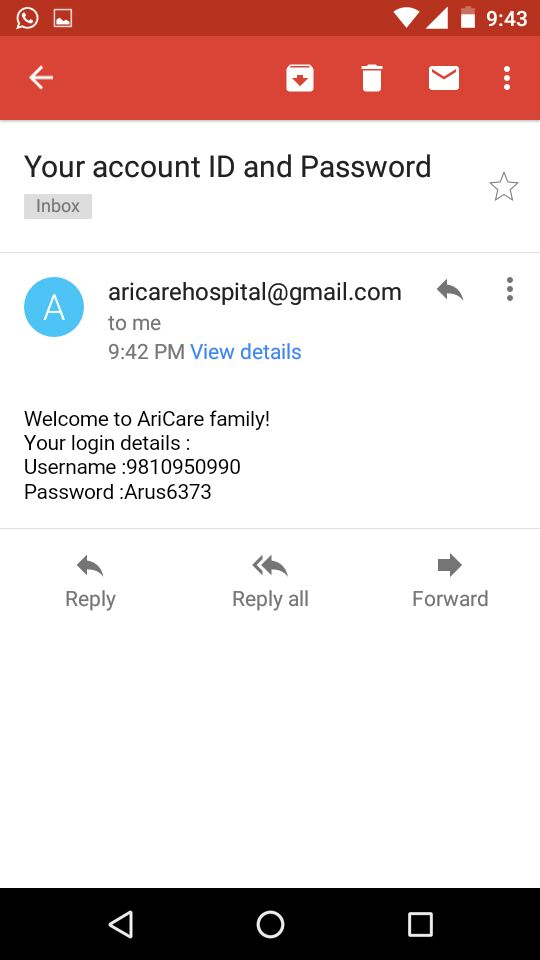 9:43
Your account ID and Password
Inbox
A
aricarehospital@gmail.com
to me
9:42 PM View details
Welcome to AriCare family!
Your login details :
Username :9810950990
Password :Arus6373
Reply
Reply all
Forward